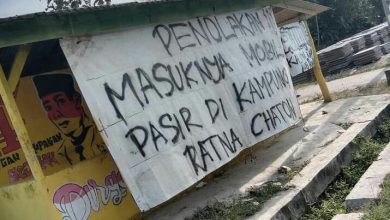 PENOLAKAN
MASUKNYA MOBIL
PASIR DI KAMPUNG
RATNA CHATON